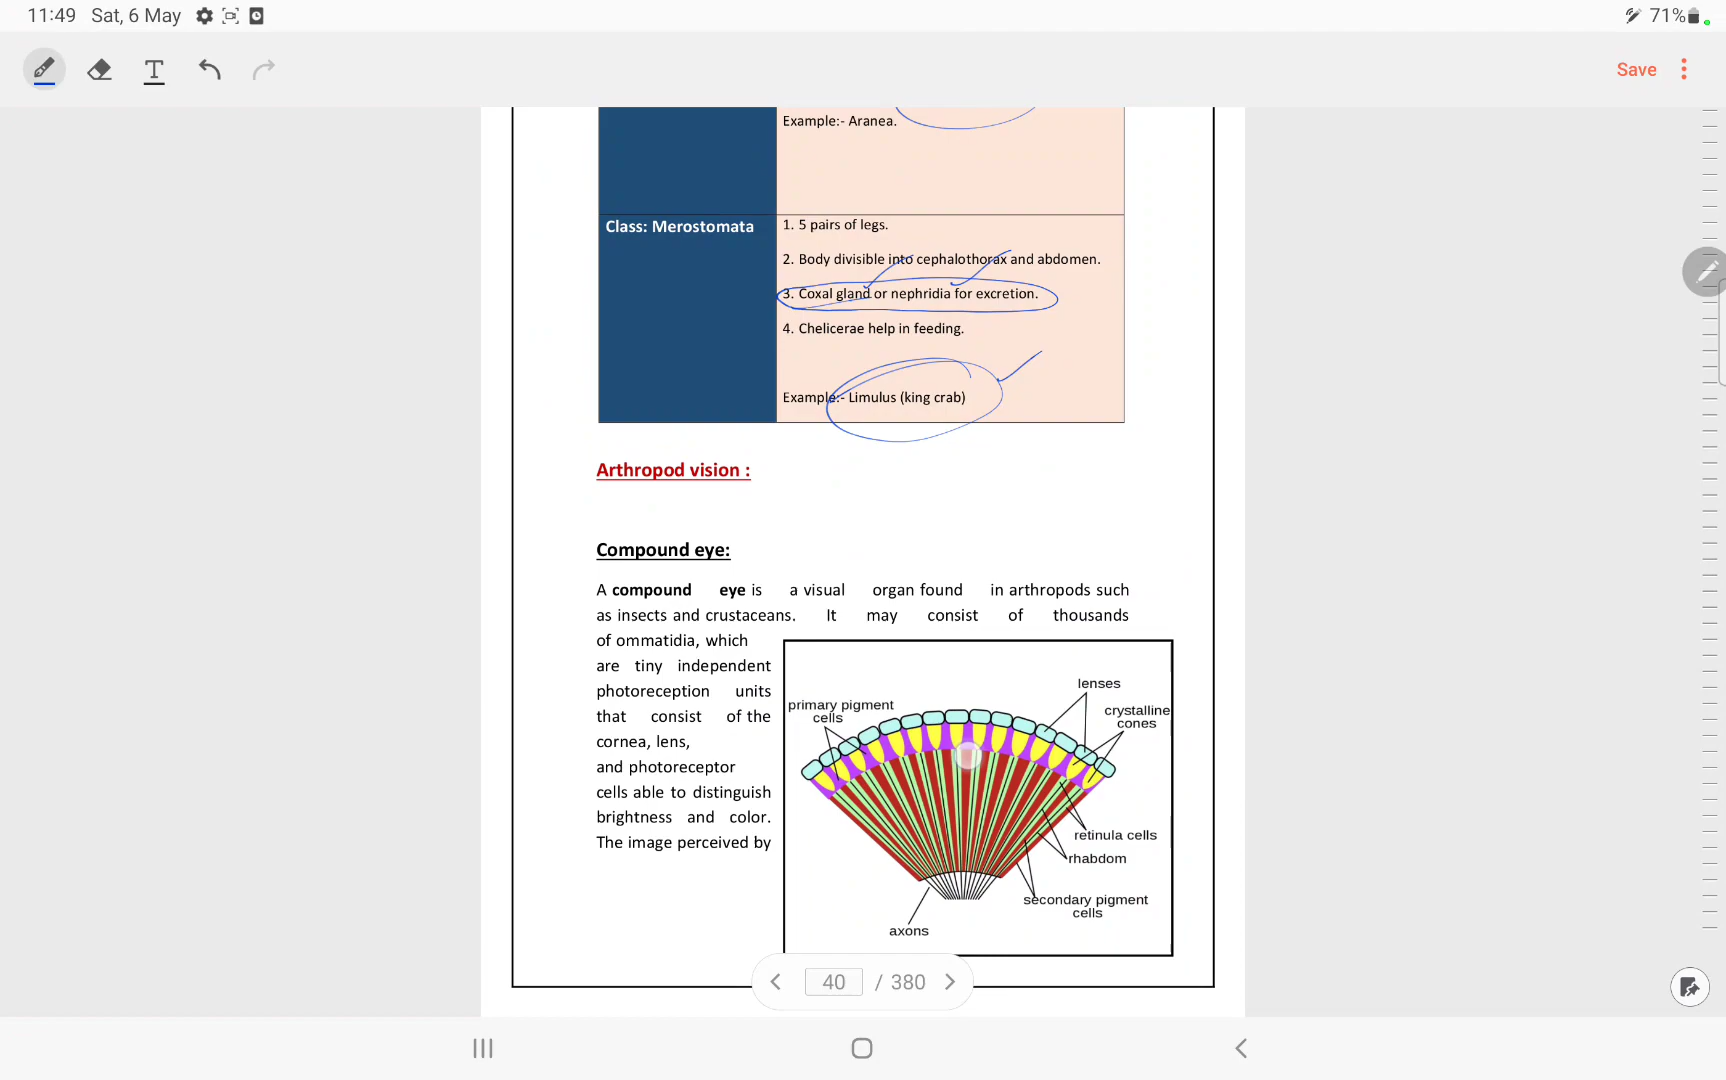 11:49 Sat, 6 May
71%
T
Save
Example:- Aranea.
Class: Merostomata
1. 5 pairs of legs.
2. Body divisible into cephalothorax and abdomen.
3. Coxal gland or nephridia for excretion.
4. Chelicerae help in feeding.
Example:- Limulus (king crab)
Arthropod vision :
Compound eye:
A compound eye is a visual organ found in arthropods such
as insects and crustaceans. It may consist of thousands
of ommatidia, which
are tiny independent
photoreception units
that consist of the
cornea, lens,
and photoreceptor
cells able to distinguish
brightness and color.
The image perceived by
lenses
primary pigment
cells
crystalline
cones
retinula cells
rhabdom
secondary pigment
cells
axons
40 / 380